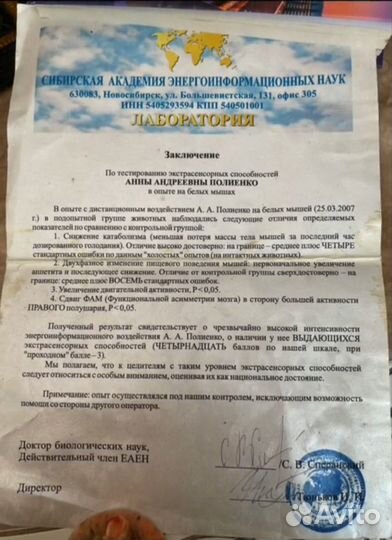 СИБИРСКАЯ АКАДЕМИЯ ЭНЕРГОИНФОРМАЦИОННЫХ НАУК
630083, Новосибирск, ул. Большевистская, 131, офис 305
ИНН 5405293594 КПП 540501001
ЛАБОРАТОРИЯ
Заключение
По тестированию экстрасенсорных способностей
АННЫ АНДРЕЕВНЫ ПОЛИЕНКО
в опыте на белых мышах
В опыте с дистанционным воздействием А. А. Полиенко на белых мышей (25.03.2007
г.) в подопытной группе животных наблюдались следующие отличия определяемых
показателей по сравнению с контрольной группой:
1. Снижение катаболизма (меньшая потеря массы тела мышей за последний час
дозированного голодания). Отличие высоко достоверно: на границе – среднее плюс ЧЕТЫРЕ
стандартных ошибки по данным "холостых" опытов (на интактных животных).
2. Двухфазное изменение пищевого поведения мышей: первоначальное увеличение
аппетита и последующее снижение. Отличие от контрольной группы сверхдостоверно – на
границе: среднее плюс ВОСЕМЬ стандартных ошибок.
3. Увеличение двигательной активности, P< 0,05.
4. Сдвиг ФАМ (Функциональной асимметрии мозга) в сторону большей активности
ПРАВОГО полушария, P<0,05.
Полученный результат свидетельствует о чрезвычайно высокой интенсивности
энергоинформационного воздействия А. А. Полиенко, о наличии у нее ВЫДАЮЩИХСЯ
экстрасенсорных способностей (ЧЕТЫРНАДЦАТЬ баллов по нашей шкале, при
"проходном" балле – 3).
Мы полагаем, что к целителям с таким уровнем экстрасенсорных способностей
следует относиться с особым вниманием, оценивая их как национальное достояние.
Примечание: опыт осуществлялся под нашим контролем, исключающим возможность
помощи со стороны другого оператора.
Доктор биологических наук,
Действительный член ЕАЕН
/С. В. Сперанский
Директор
/Тюньков И. И.
Avito